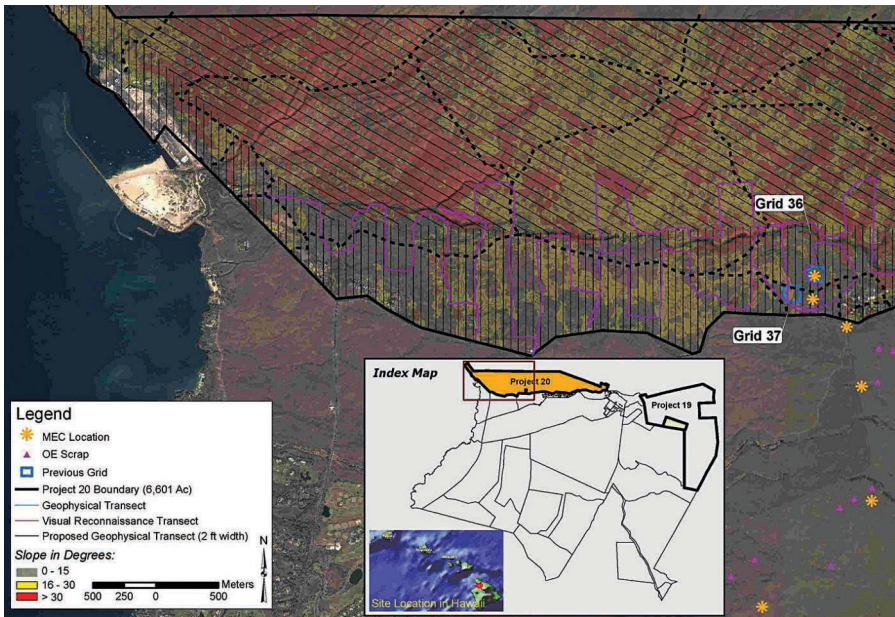 Grid 36
Grid 37
Index Map
Project 20
Project 19
Site Location in Hawaii
Legend
MEC Location
OE Scrap
Previous Grid
Project 20 Boundary (6,601 Ac)
Geophysical Transect
Visual Reconnaissance Transect
Proposed Geophysical Transect (2 ft width)
Slope in Degrees:
0 - 15
16 - 30
> 30
500 250 0 500
Meters
N